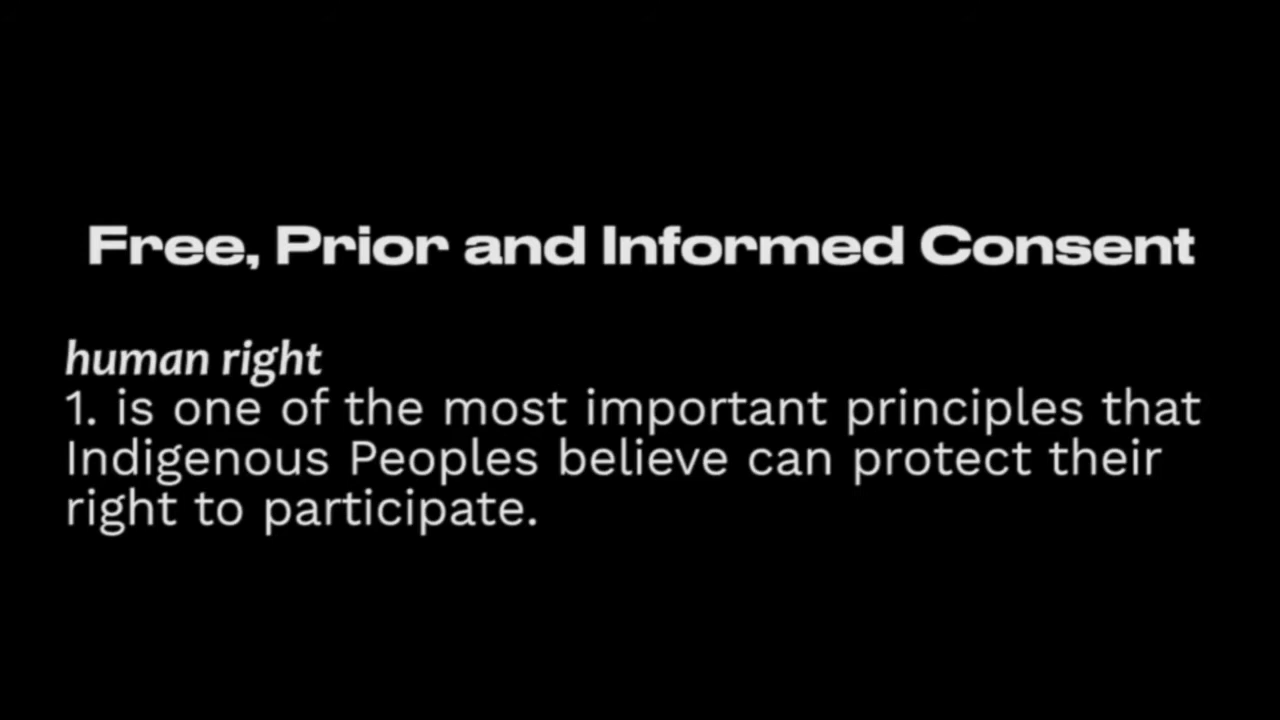 Free, Prior and Informed Consent
human right
1. is one of the most important principles that
Indigenous Peoples believe can protect their
right to participate.